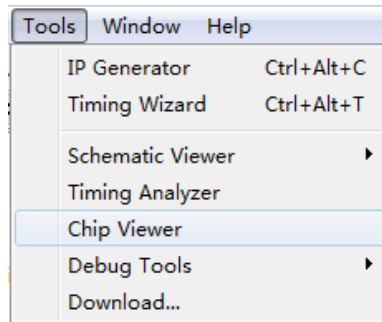 Tools Window Help
IP Generator Ctrl+Alt+C
Timing Wizard Ctrl+Alt+T
Schematic Viewer
Timing Analyzer
Chip Viewer
Debug Tools
Download...